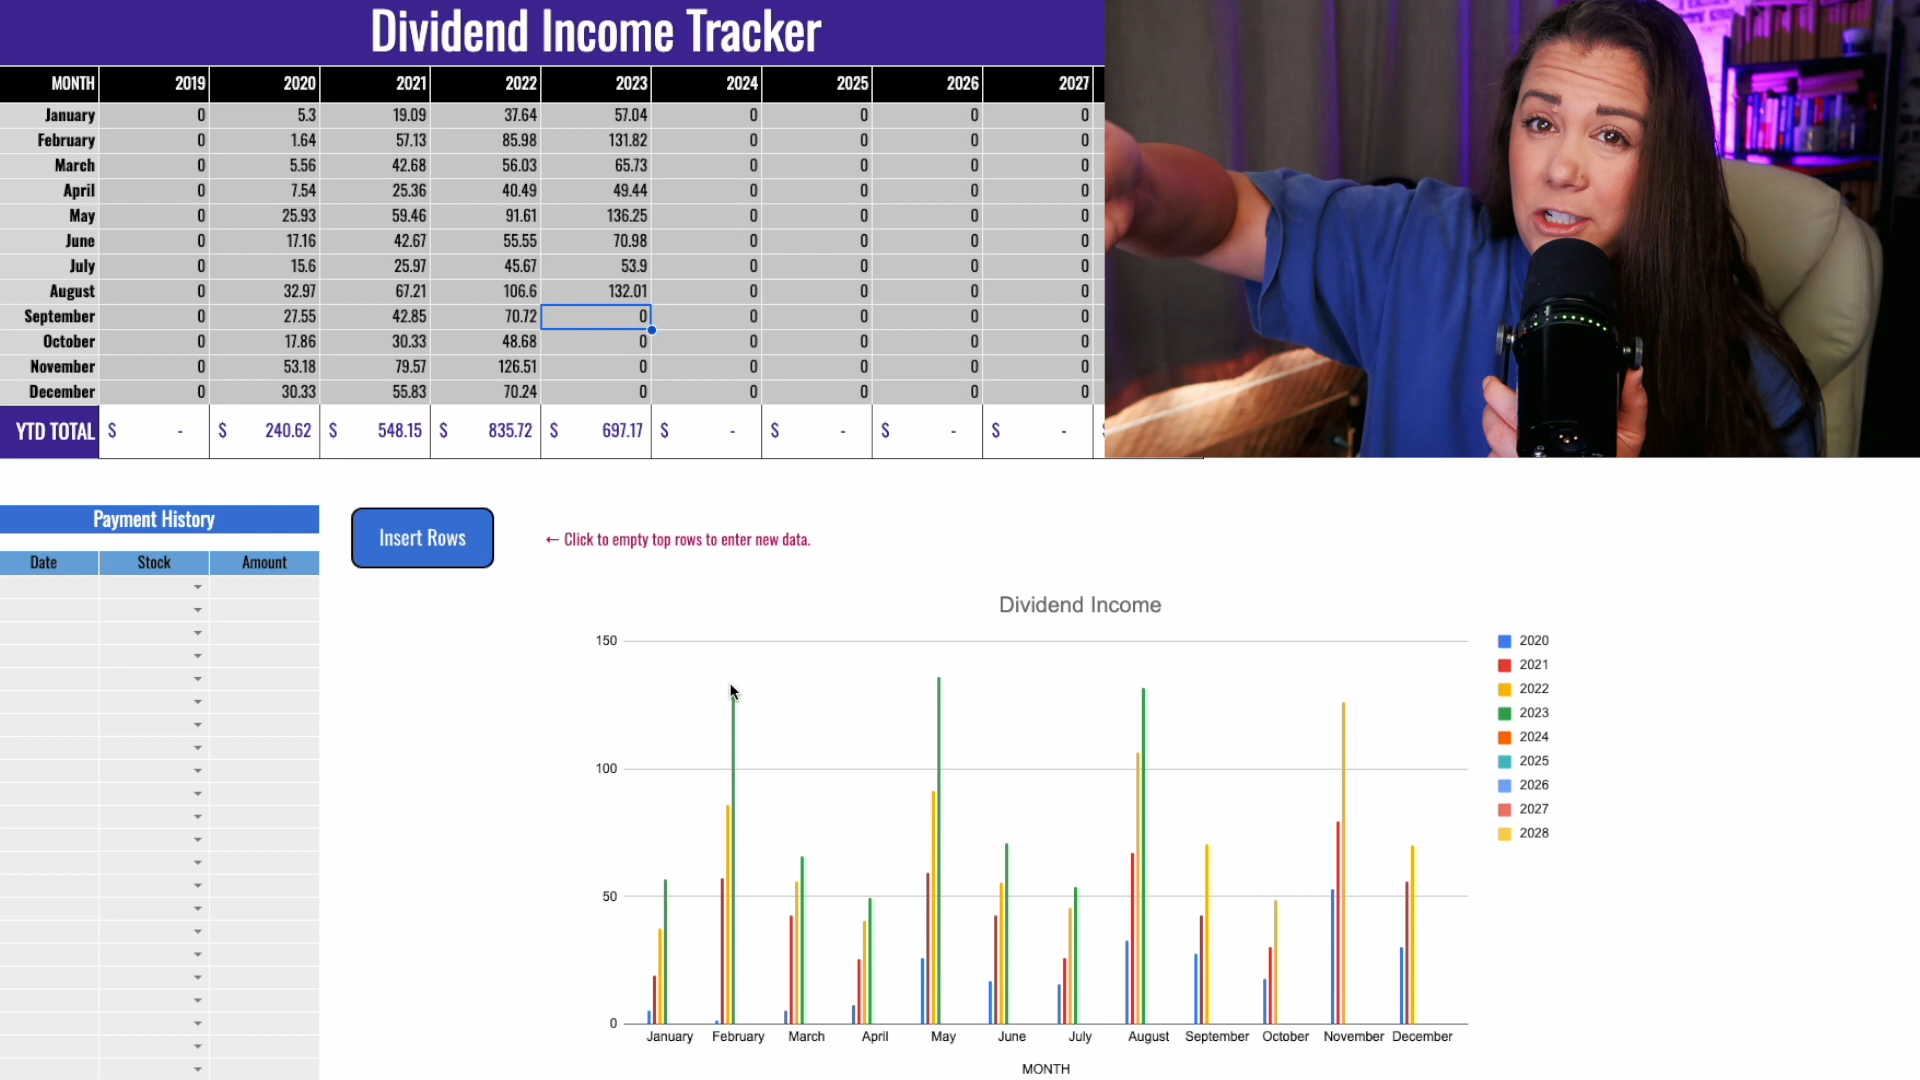 Dividend Income Tracker
MONTH 2019 2020 2021 2022 2023 2024 2025 2026 2027
January 0 5.3 19.09 37.64 57.04 0 0 0 0
February 0 1.64 57.13 85.98 131.82 0 0 0 0
March 0 5.56 42.68 56.03 65.73 0 0 0 0
April 0 7.54 25.36 40.49 49.44 0 0 0 0
May 0 25.93 59.46 91.61 136.25 0 0 0 0
June 0 17.16 42.67 55.55 70.98 0 0 0 0
July 0 15.6 25.97 45.67 53.9 0 0 0 0
August 0 32.97 67.21 106.6 132.01 0 0 0 0
September 0 27.55 42.85 70.72 0 0 0 0 0
October 0 17.86 30.33 48.68 0 0 0 0 0
November 0 53.18 79.57 126.51 0 0 0 0 0
December 0 30.33 55.83 70.24 0 0 0 0 0
YTD TOTAL $ - $ 240.62 $ 548.15 $ 835.72 $ 697.17 $ - $ - $ - $ -
Payment History
Insert Rows
← Click to empty top rows to enter new data.
Date Stock Amount
Dividend Income
150
100
50
0
2020
2021
2022
2023
2024
2025
2026
2027
2028
January February March April May June July August September October November December
MONTH